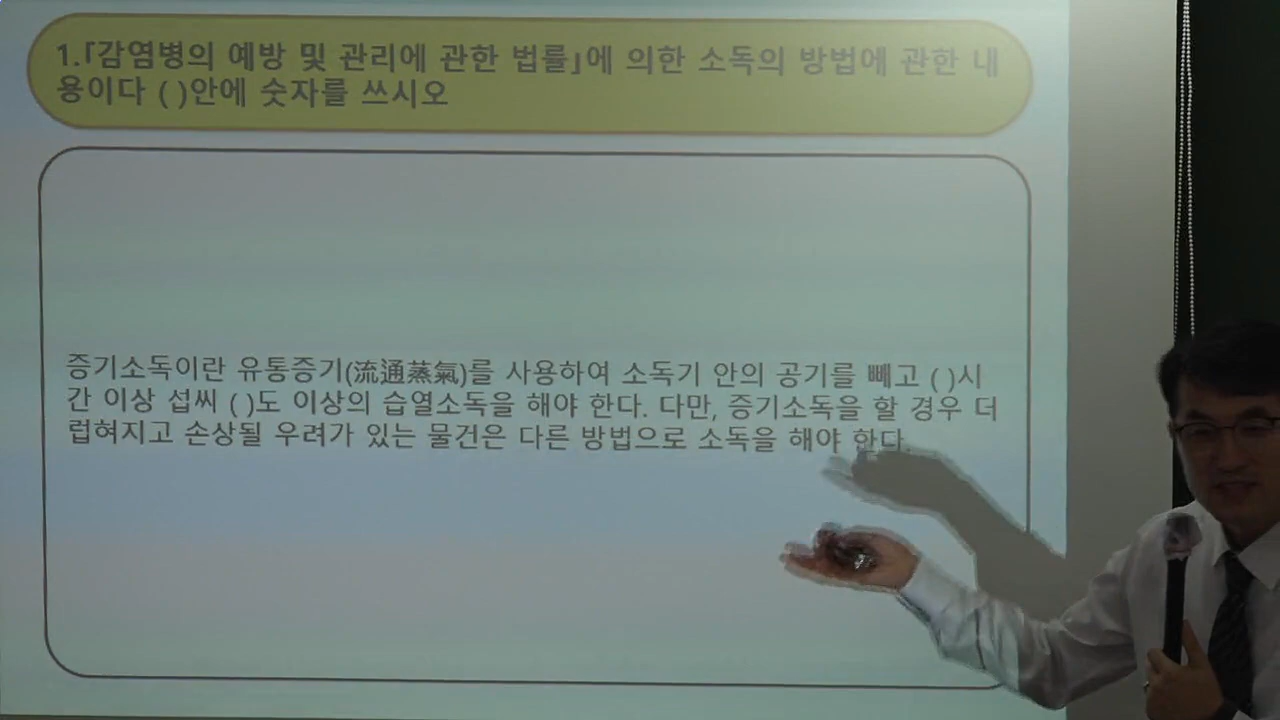 1.「감염병의 예방 및 관리에 관한 법률」에 의한 소독의 방법에 관한 내
용이다 ( )안에 숫자를 쓰시오
증기소독이란 유통증기(流通蒸氣)를 사용하여 소독기 안의 공기를 빼고 ( )시
간 이상 섭씨 ( )도 이상의 습열소독을 해야 한다. 다만, 증기소독을 할 경우 더
럽혀지고 손상될 우려가 있는 물건은 다른 방법으로 소독을 해야 한다.